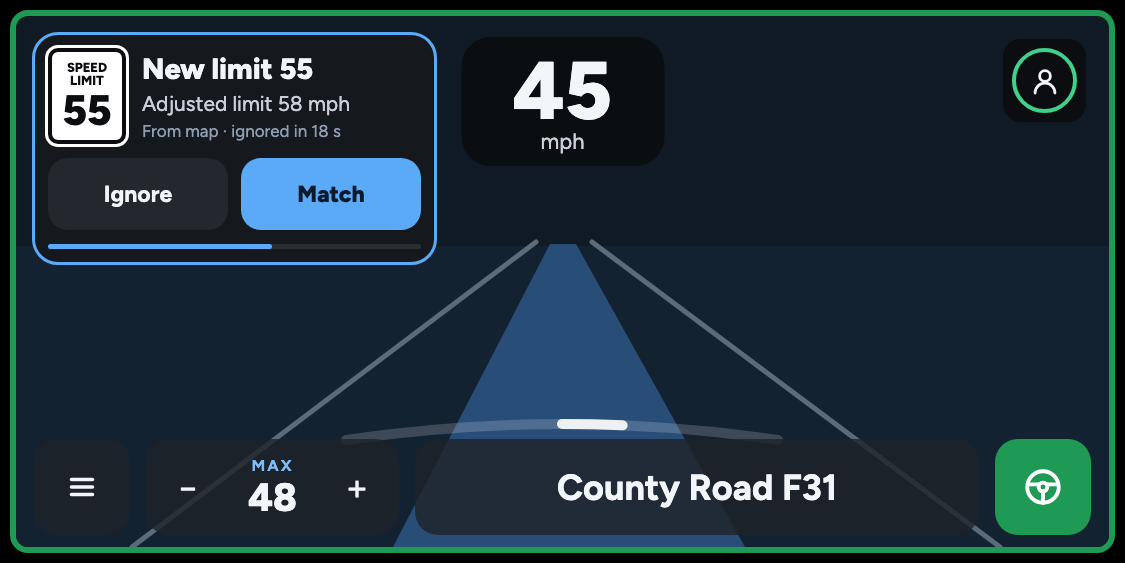 SPEED
LIMIT
55
New limit 55
Adjusted limit 58 mph
From map · ignored in 18 s
Ignore
Match
45
mph
MAX
− 48 +
County Road F31